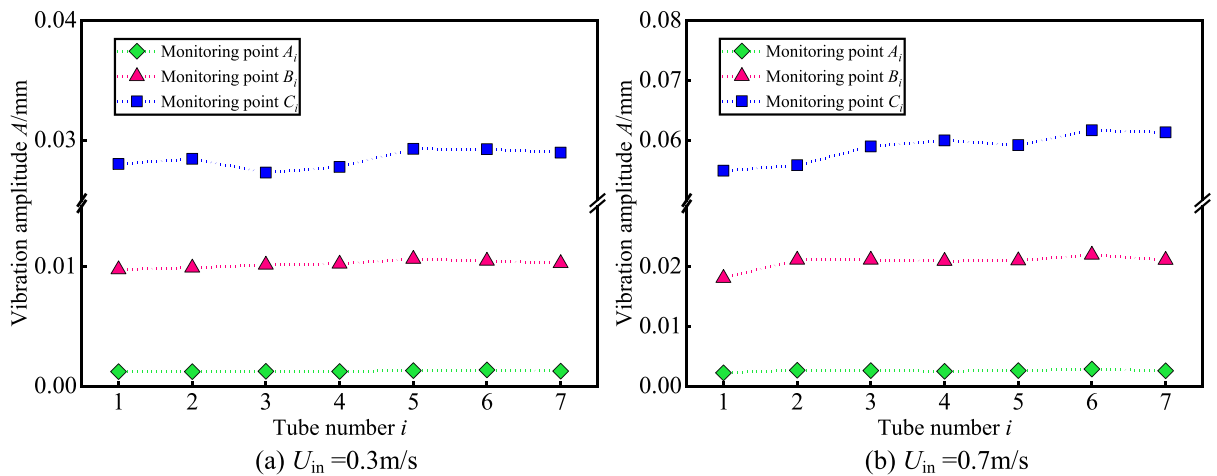 0.04
0.03
0.01
0.00
Vibration amplitude A/mm
Monitoring point Ai
Monitoring point Bi
Monitoring point Ci
1 2 3 4 5 6 7
Tube number i
(a) Uin =0.3m/s
0.08
0.07
0.06
0.02
0.01
0.00
Vibration amplitude A/mm
Monitoring point Ai
Monitoring point Bi
Monitoring point Ci
1 2 3 4 5 6 7
Tube number i
(b) Uin =0.7m/s